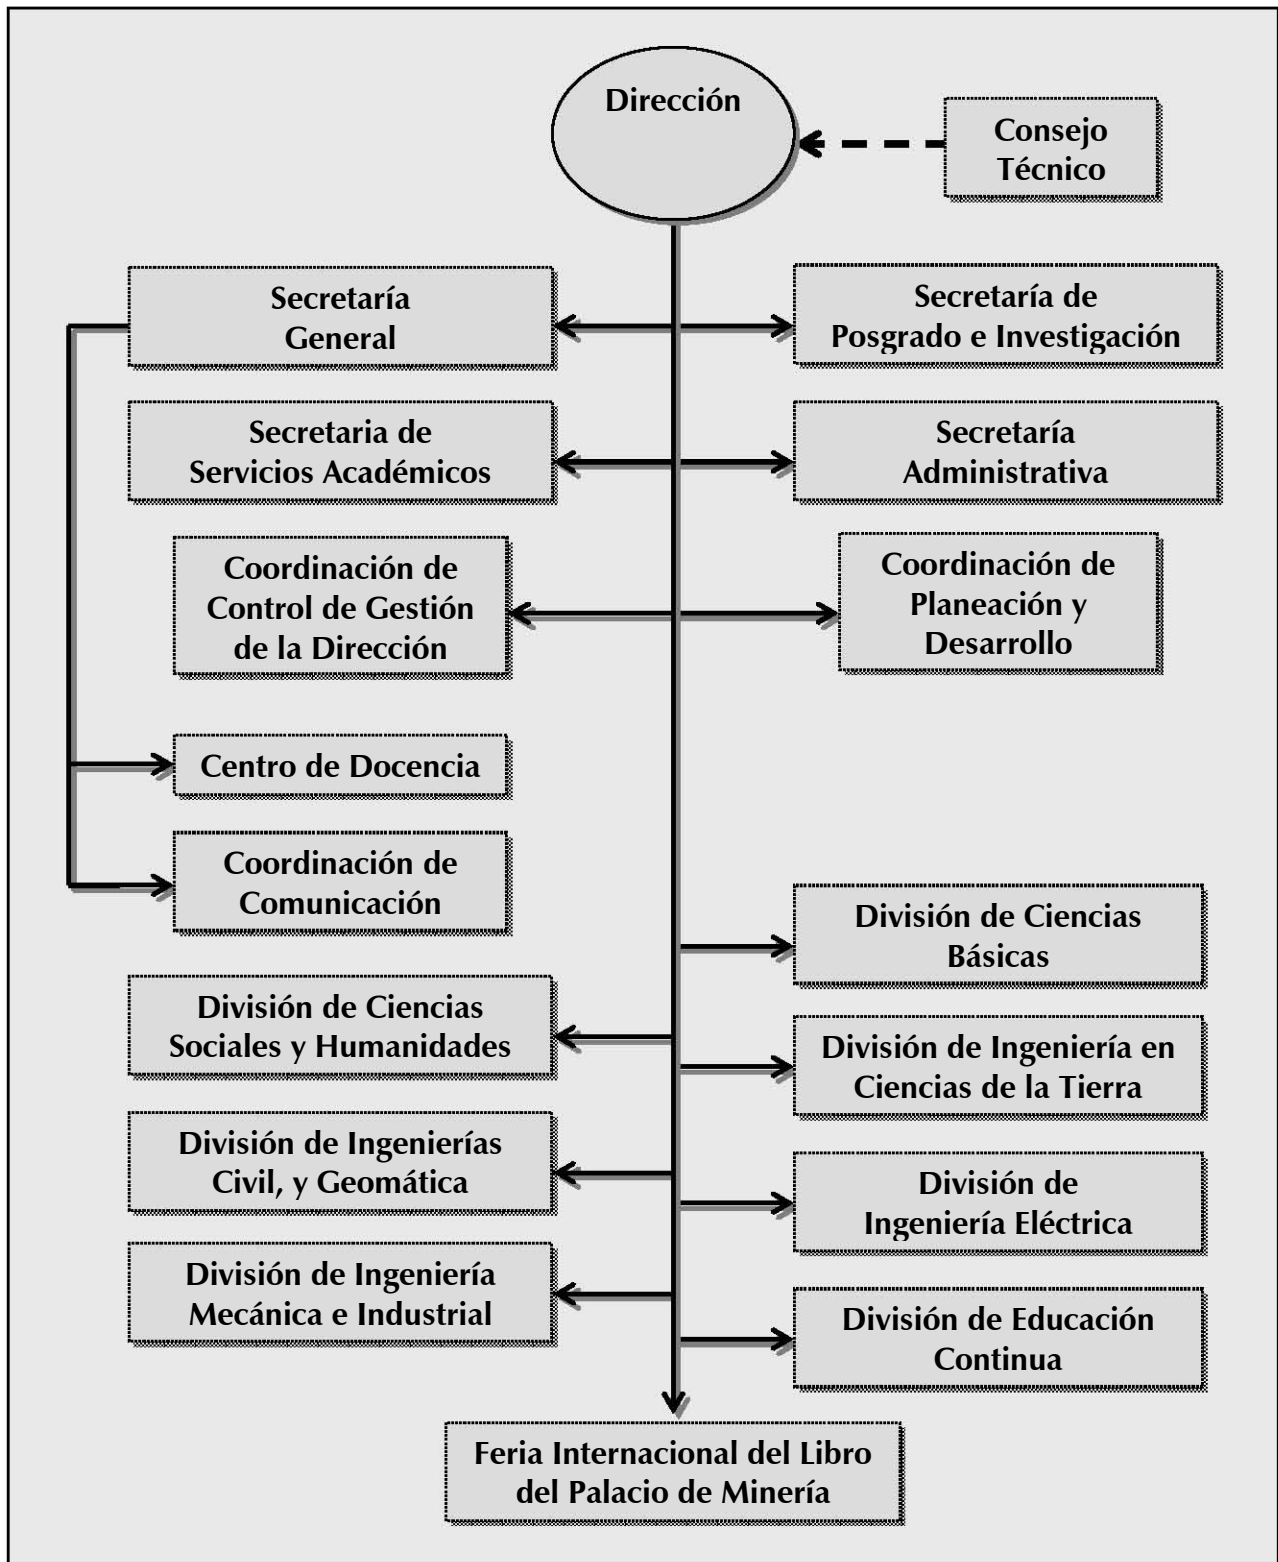 Dirección
Consejo
Técnico
Secretaría
General
Secretaría de
Posgrado e Investigación
Secretaria de
Servicios Académicos
Secretaría
Administrativa
Coordinación de
Control de Gestión
de la Dirección
Coordinación de
Planeación y
Desarrollo
Centro de Docencia
Coordinación de
Comunicación
División de Ciencias
Básicas
División de Ciencias
Sociales y Humanidades
División de Ingeniería en
Ciencias de la Tierra
División de Ingenierías
Civil, y Geomática
División de
Ingeniería Eléctrica
División de Ingeniería
Mecánica e Industrial
División de Educación
Continua
Feria Internacional del Libro
del Palacio de Minería